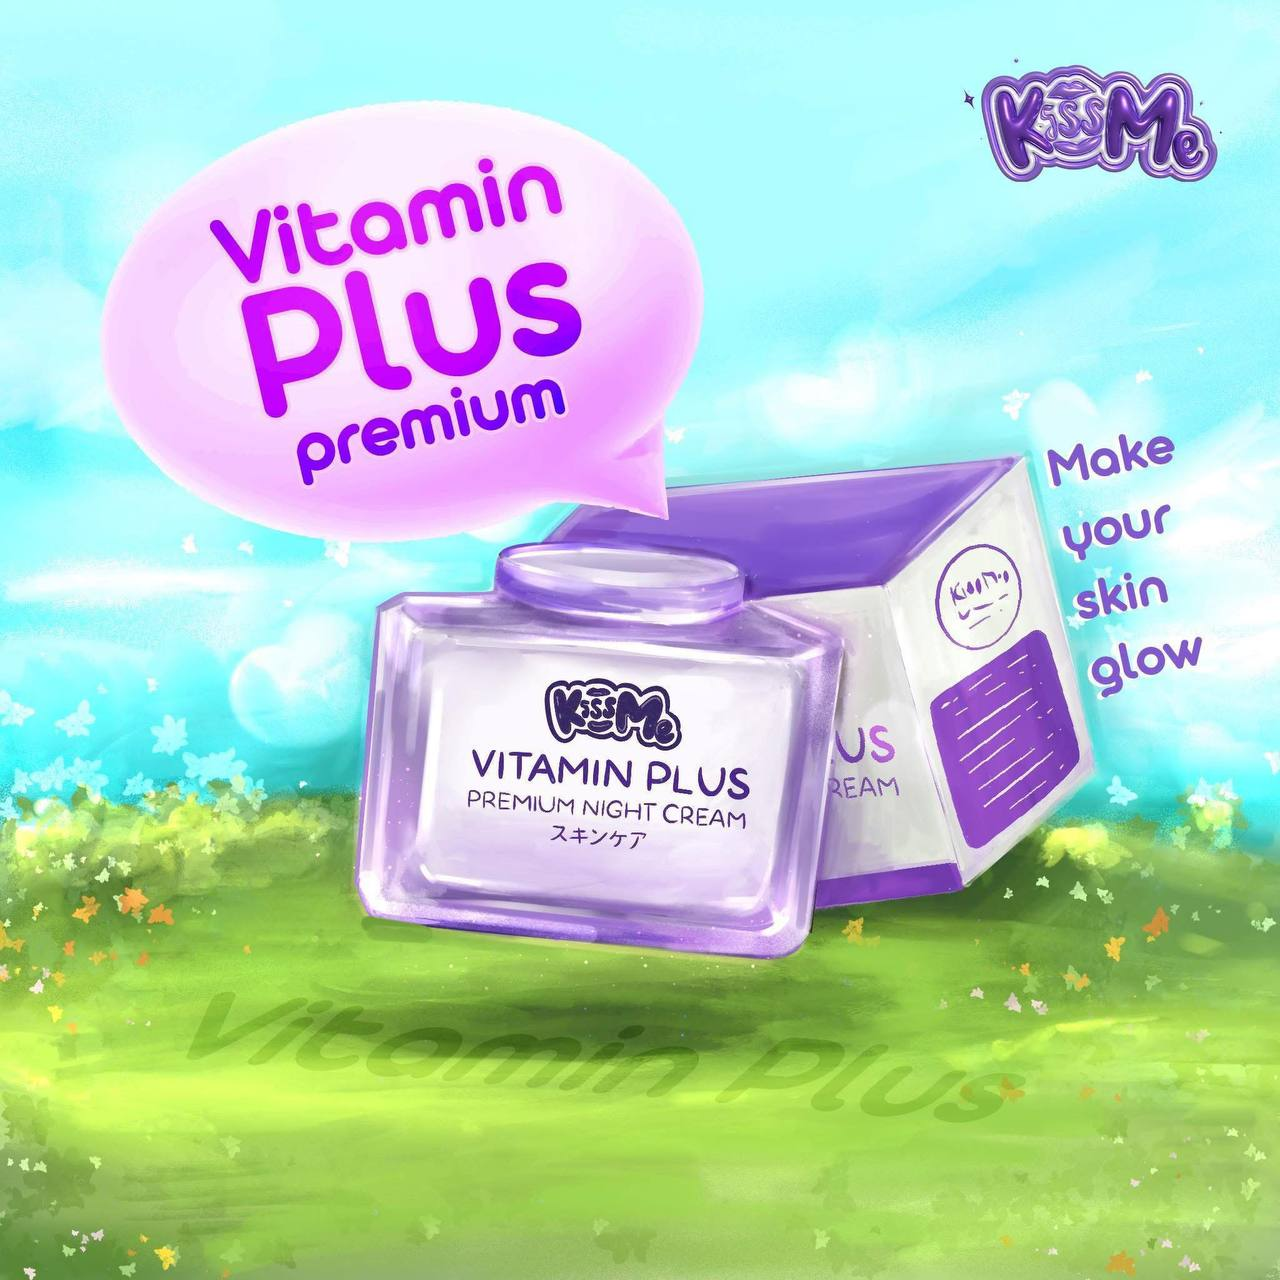 KissMe
Vitamin
Plus
premium
Make
your
skin
glow
KissMe
VITAMIN PLUS
PREMIUM NIGHT CREAM
スキンケア
LUS
REAM
Vitamin Plus